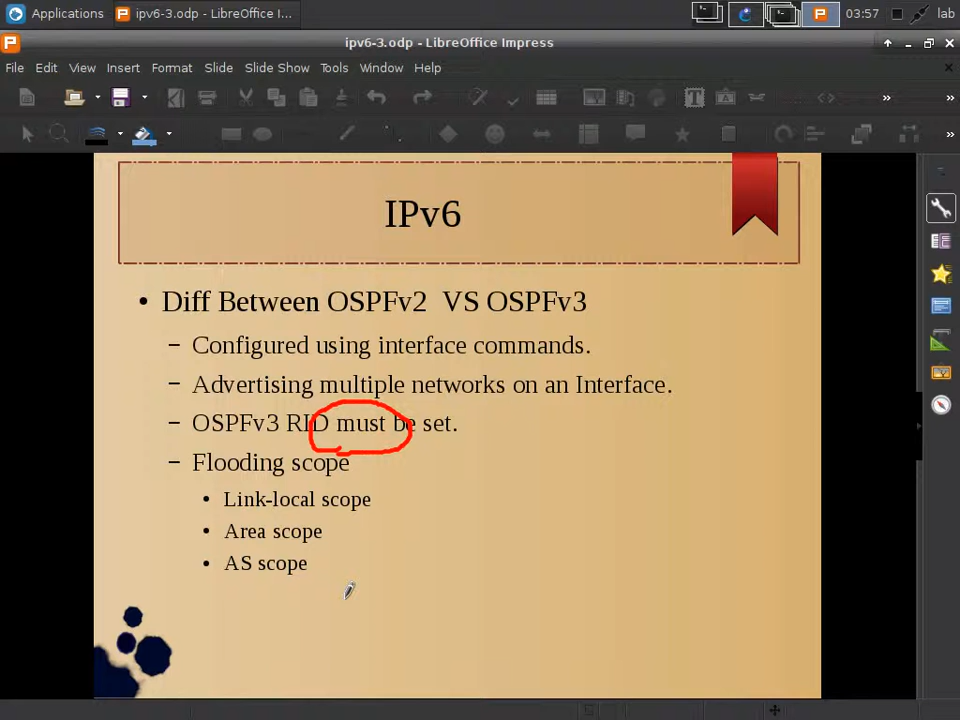 Applications
ipv6-3.odp - LibreOffice I...
03:57
lab
ipv6-3.odp - LibreOffice Impress
File Edit View Insert Format Slide Slide Show Tools Window Help
IPv6
• Diff Between OSPFv2 VS OSPFv3
– Configured using interface commands.
– Advertising multiple networks on an Interface.
– OSPFv3 RID must be set.
– Flooding scope
• Link-local scope
• Area scope
• AS scope